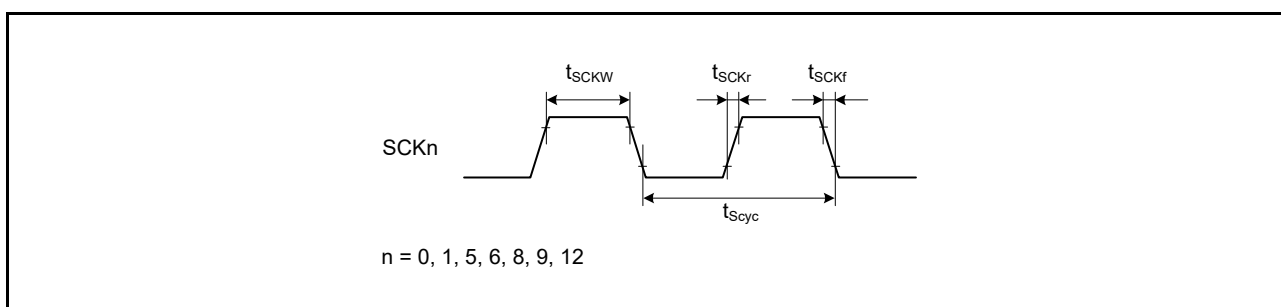 tSCKW tSCKr tSCKf
SCKn
tScyc
n = 0, 1, 5, 6, 8, 9, 12